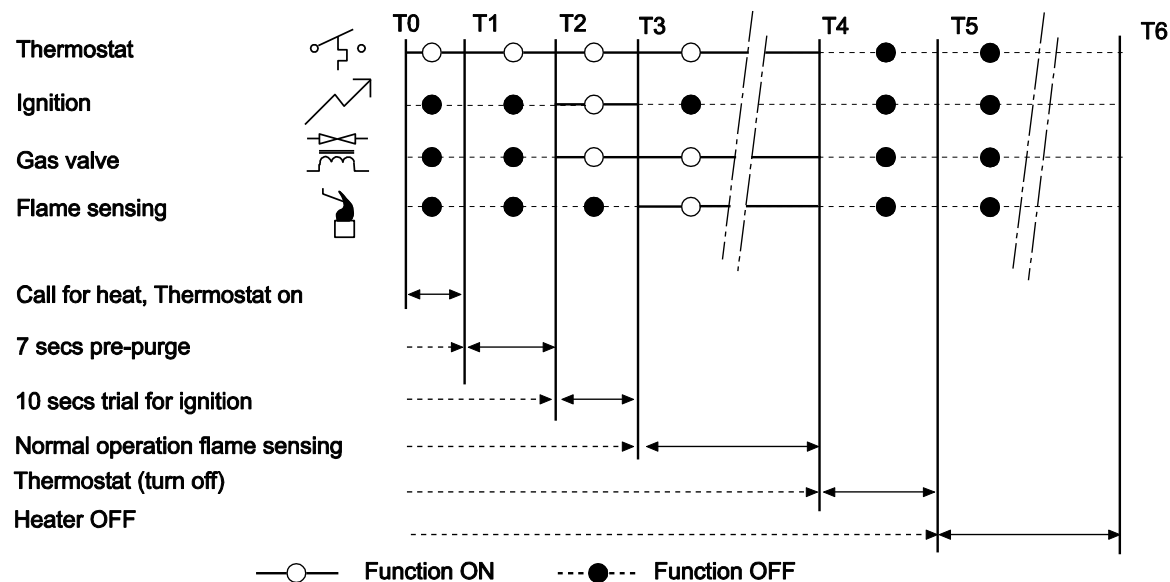 T0 T1 T2 T3 T4 T5 T6
Thermostat
Ignition
Gas valve
Flame sensing
Call for heat, Thermostat on
7 secs pre-purge
10 secs trial for ignition
Normal operation flame sensing
Thermostat (turn off)
Heater OFF
Function ON Function OFF